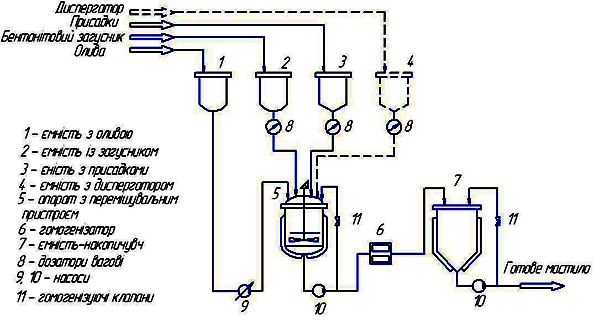 Диспергатор
Присадки
Бентонітовий загусник
Олива
1 2 3 4
8 8 8
1 – ємність з оливою
2 – ємність із загусником
3 – єність з присадками
4 – ємність з диспергатором
5 – апарат з перемішувальним
пристроєм
6 – гомогенізатор
7 – ємність-накопичувч
8 – дозатори вагові
9, 10 – насоси
11 – гомогенізуючі клапани
5 11 6 7 11
9 10 10
Готове мастило